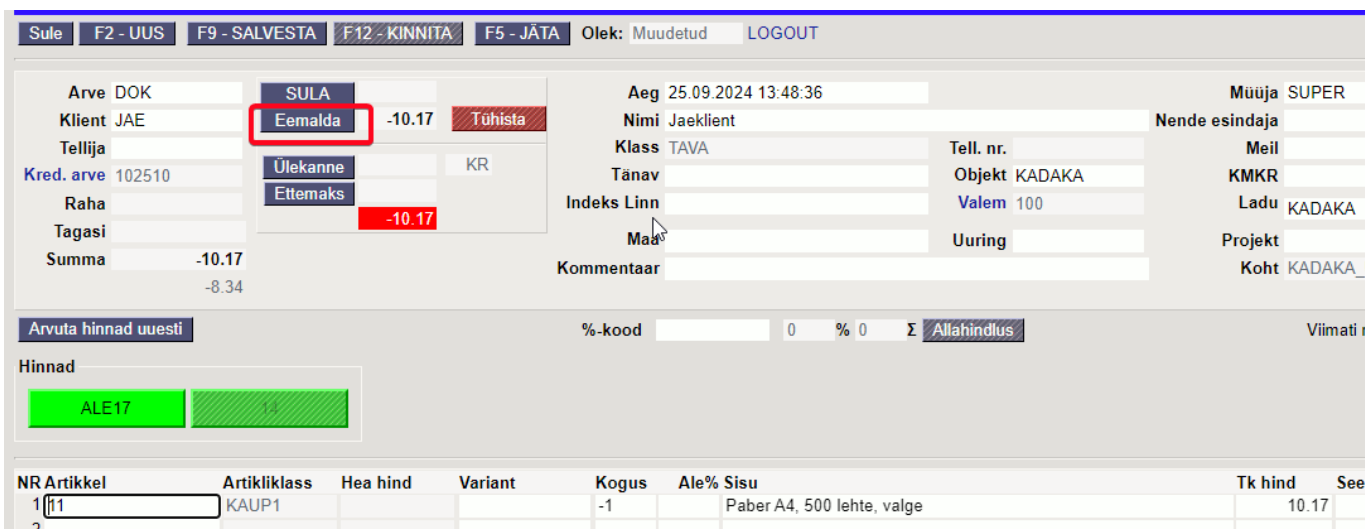 Sule F2 - UUS F9 - SALVESTA F12 - KINNITA F5 - JÄTA Olek: Muudetud LOGOUT
Arve DOK SULA Aeg 25.09.2024 13:48:36 Müüja SUPER
Klient JAE Eemalda -10.17 Tühista Nimi Jaeklient Nende esindaja
Tellija Klass TAVA Tell. nr. Meil
Kred. arve 102510 Ülekanne KR Tänav Objekt KADAKA KMKR
Raha Ettemaks Indeks Linn Valem 100 Ladu KADAKA
Tagasi -10.17 Maa Uuring Projekt
Summa -10.17 Kommentaar Koht KADAKA_
-8.34
Arvuta hinnad uuesti %-kood 0 % 0 Σ Allahindlus Viimati
Hinnad
ALE17 14
NR Artikkel Artikliklass Hea hind Variant Kogus Ale% Sisu Tk hind See
1 11 KAUP1 -1 Paber A4, 500 lehte, valge 10.17
2